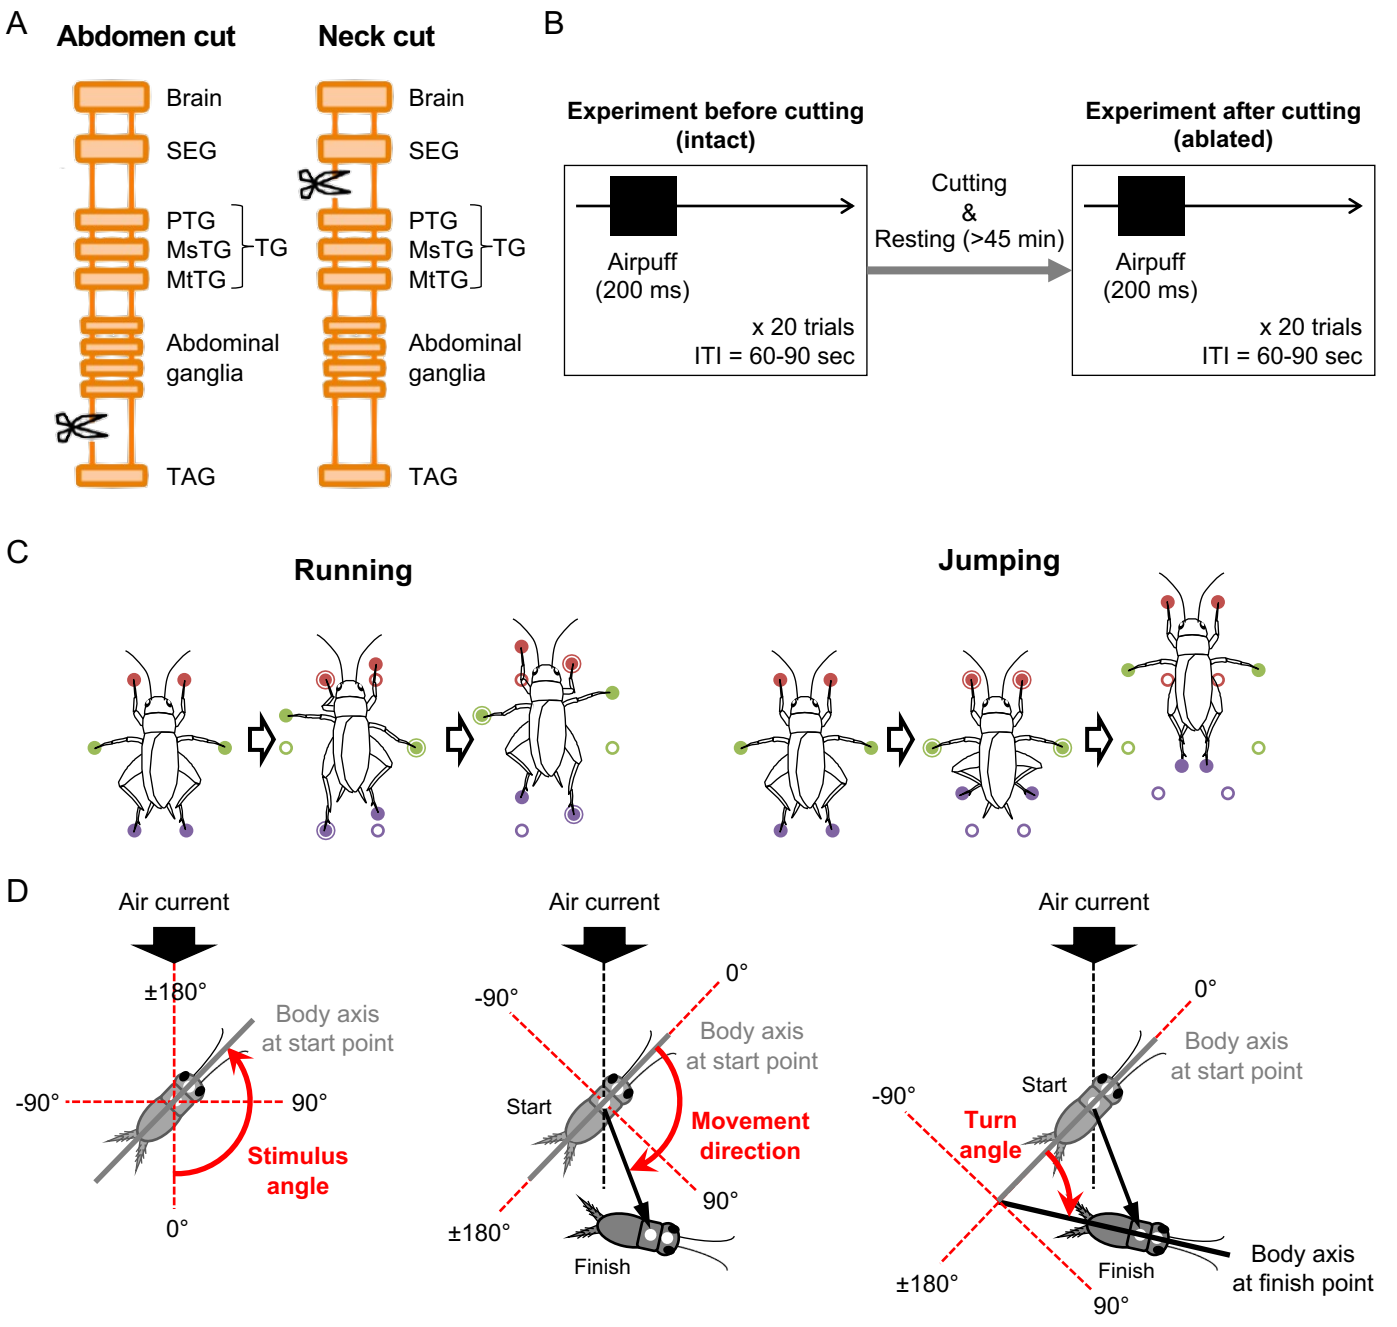 A
Abdomen cut
Neck cut
Brain
SEG
PTG
MsTG
MtTG
TG
Abdominal
ganglia
TAG
Brain
SEG
PTG
MsTG
MtTG
TG
Abdominal
ganglia
TAG
B
Experiment before cutting
(intact)
Airpuff
(200 ms)
x 20 trials
ITI = 60-90 sec
Cutting
&
Resting (>45 min)
Experiment after cutting
(ablated)
Airpuff
(200 ms)
x 20 trials
ITI = 60-90 sec
C
Running
Jumping
D
Air current
±180°
Body axis
at start point
-90°
90°
Stimulus
angle
0°
Air current
0°
-90°
Body axis
at start point
Start
Movement
direction
90°
±180°
Finish
Air current
0°
Body axis
at start point
Start
-90°
Turn
angle
Body axis
at finish point
Finish
±180°
90°